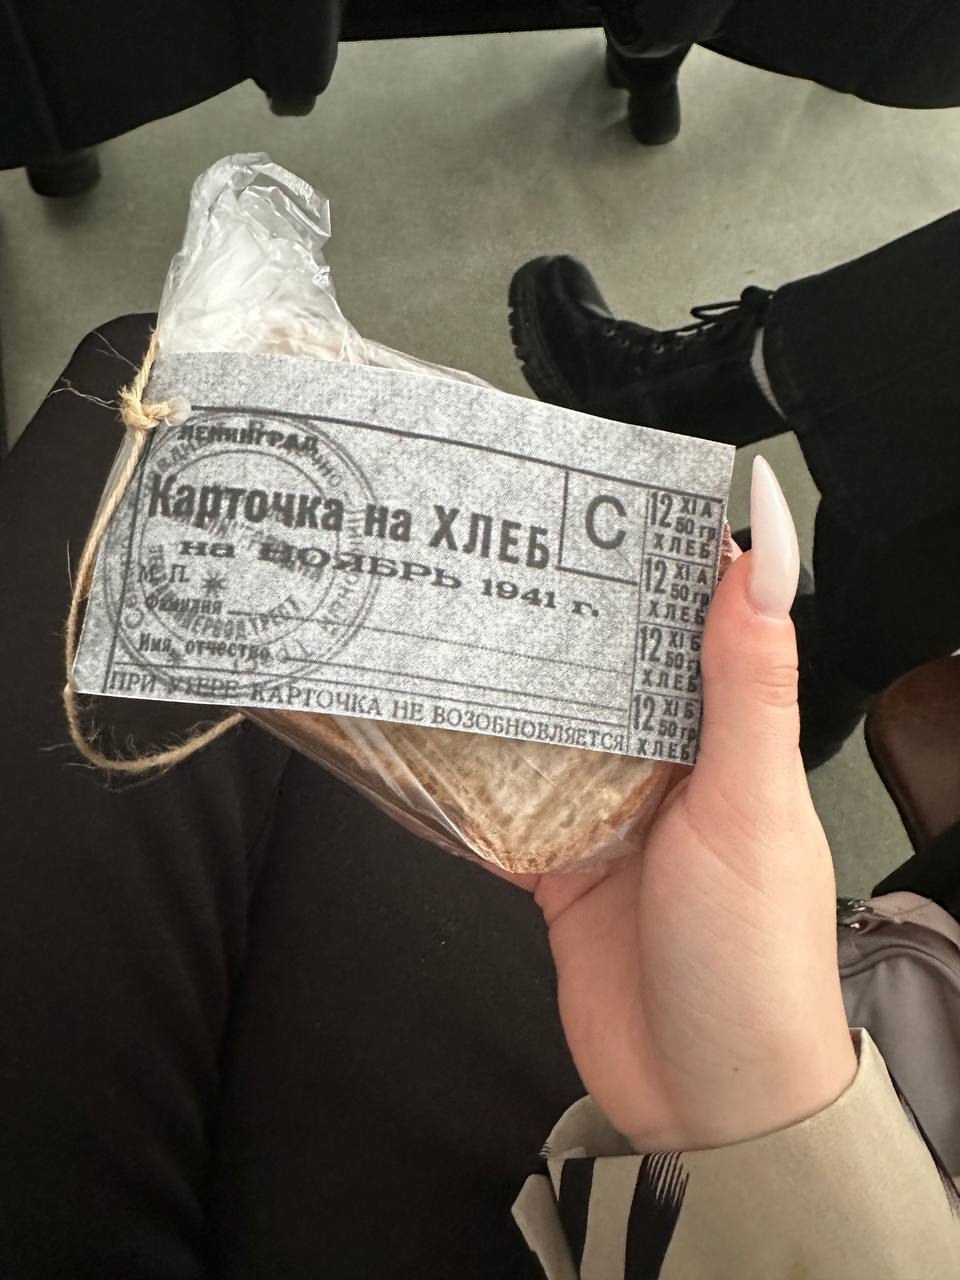 ЛЕНИНГРАД
Карточка на ХЛЕБ
С
на НОЯБРЬ 1941 г.
М.П.
Фамилия
Имя, отчество
ПРИ УТЕРЕ КАРТОЧКА НЕ ВОЗОБНОВЛЯЕТСЯ
12 XI А
50 гр
ХЛЕБ
12 XI А
50 гр
ХЛЕБ
12 XI Б
50 г
ХЛЕБ
12 XI Б
50 гр
ХЛЕБ